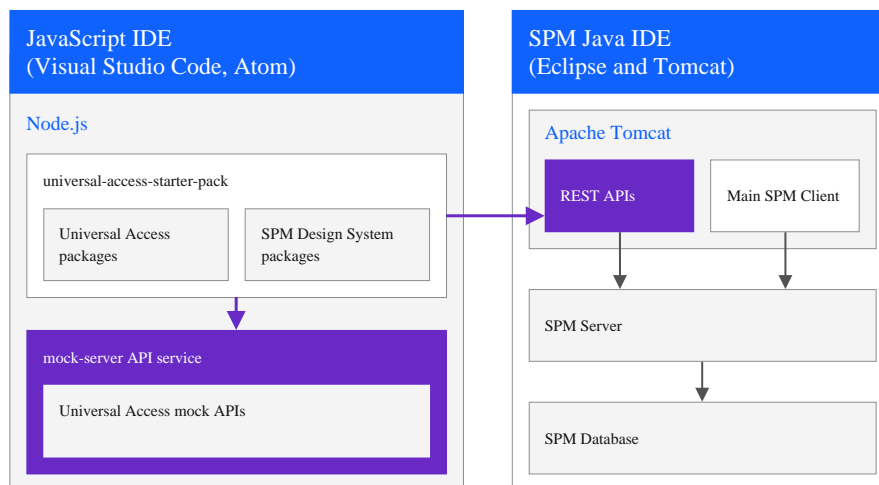 JavaScript IDE
(Visual Studio Code, Atom)
Node.js
universal-access-starter-pack
Universal Access
packages
SPM Design System
packages
mock-server API service
Universal Access mock APIs
SPM Java IDE
(Eclipse and Tomcat)
Apache Tomcat
REST APIs
Main SPM Client
SPM Server
SPM Database